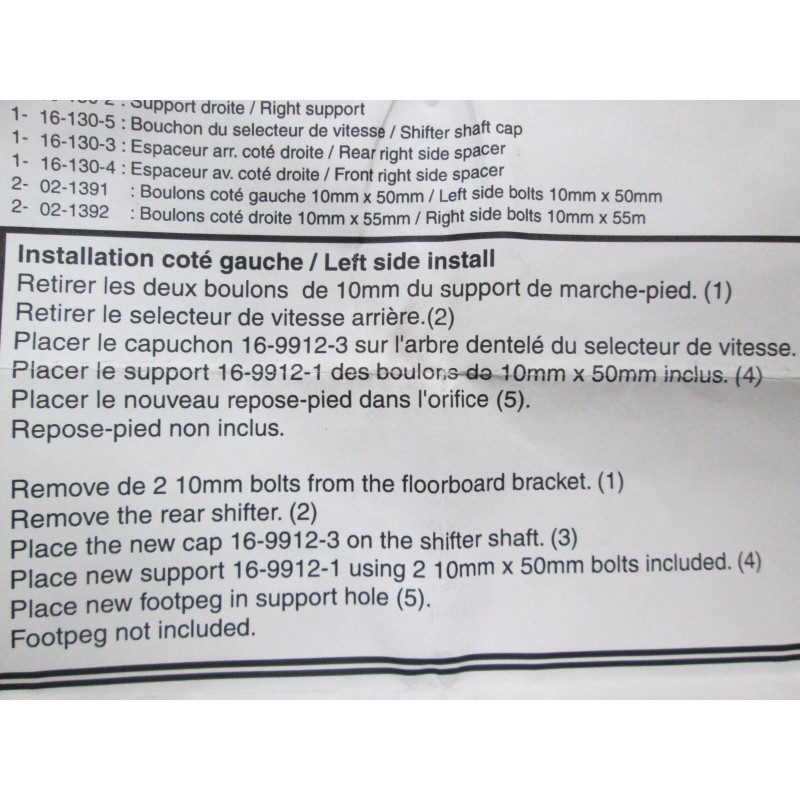 : Support droite / Right support
1- 16-130-5 : Bouchon du selecteur de vitesse / Shifter shaft cap
1- 16-130-3 : Espaceur arr. coté droite / Rear right side spacer
1- 16-130-4 : Espaceur av. coté droite / Front right side spacer
2- 02-1391 : Boulons coté gauche 10mm x 50mm / Left side bolts 10mm x 50mm
2- 02-1392 : Boulons coté droite 10mm x 55mm / Right side bolts 10mm x 55m
Installation coté gauche / Left side install
Retirer les deux boulons de 10mm du support de marche-pied. (1)
Retirer le selecteur de vitesse arrière.(2)
Placer le capuchon 16-9912-3 sur l'arbre dentelé du selecteur de vitesse.
Placer le support 16-9912-1 des boulons de 10mm x 50mm inclus. (4)
Placer le nouveau repose-pied dans l'orifice (5).
Repose-pied non inclus.
Remove de 2 10mm bolts from the floorboard bracket. (1)
Remove the rear shifter. (2)
Place the new cap 16-9912-3 on the shifter shaft. (3)
Place new support 16-9912-1 using 2 10mm x 50mm bolts included. (4)
Place new footpeg in support hole (5).
Footpeg not included.